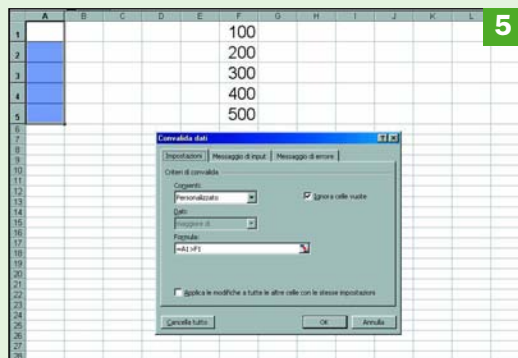 5
A B C D E F G H I J K L
1 100
2 200
3 300
4 400
5 500
6
7
8
9
10
11
12
13
14
15
16
17
18
19
20
21
22
23
24
25
26
27
28
Convalida dati
Impostazioni Messaggio di input Messaggio di errore
Criteri di convalida
Consenti:
Personalizzato Ignora celle vuote
Dati:
maggiore di
Formula:
=A1>F1
Applica le modifiche a tutte le altre celle con le stesse impostazioni
Cancella tutto OK Annulla